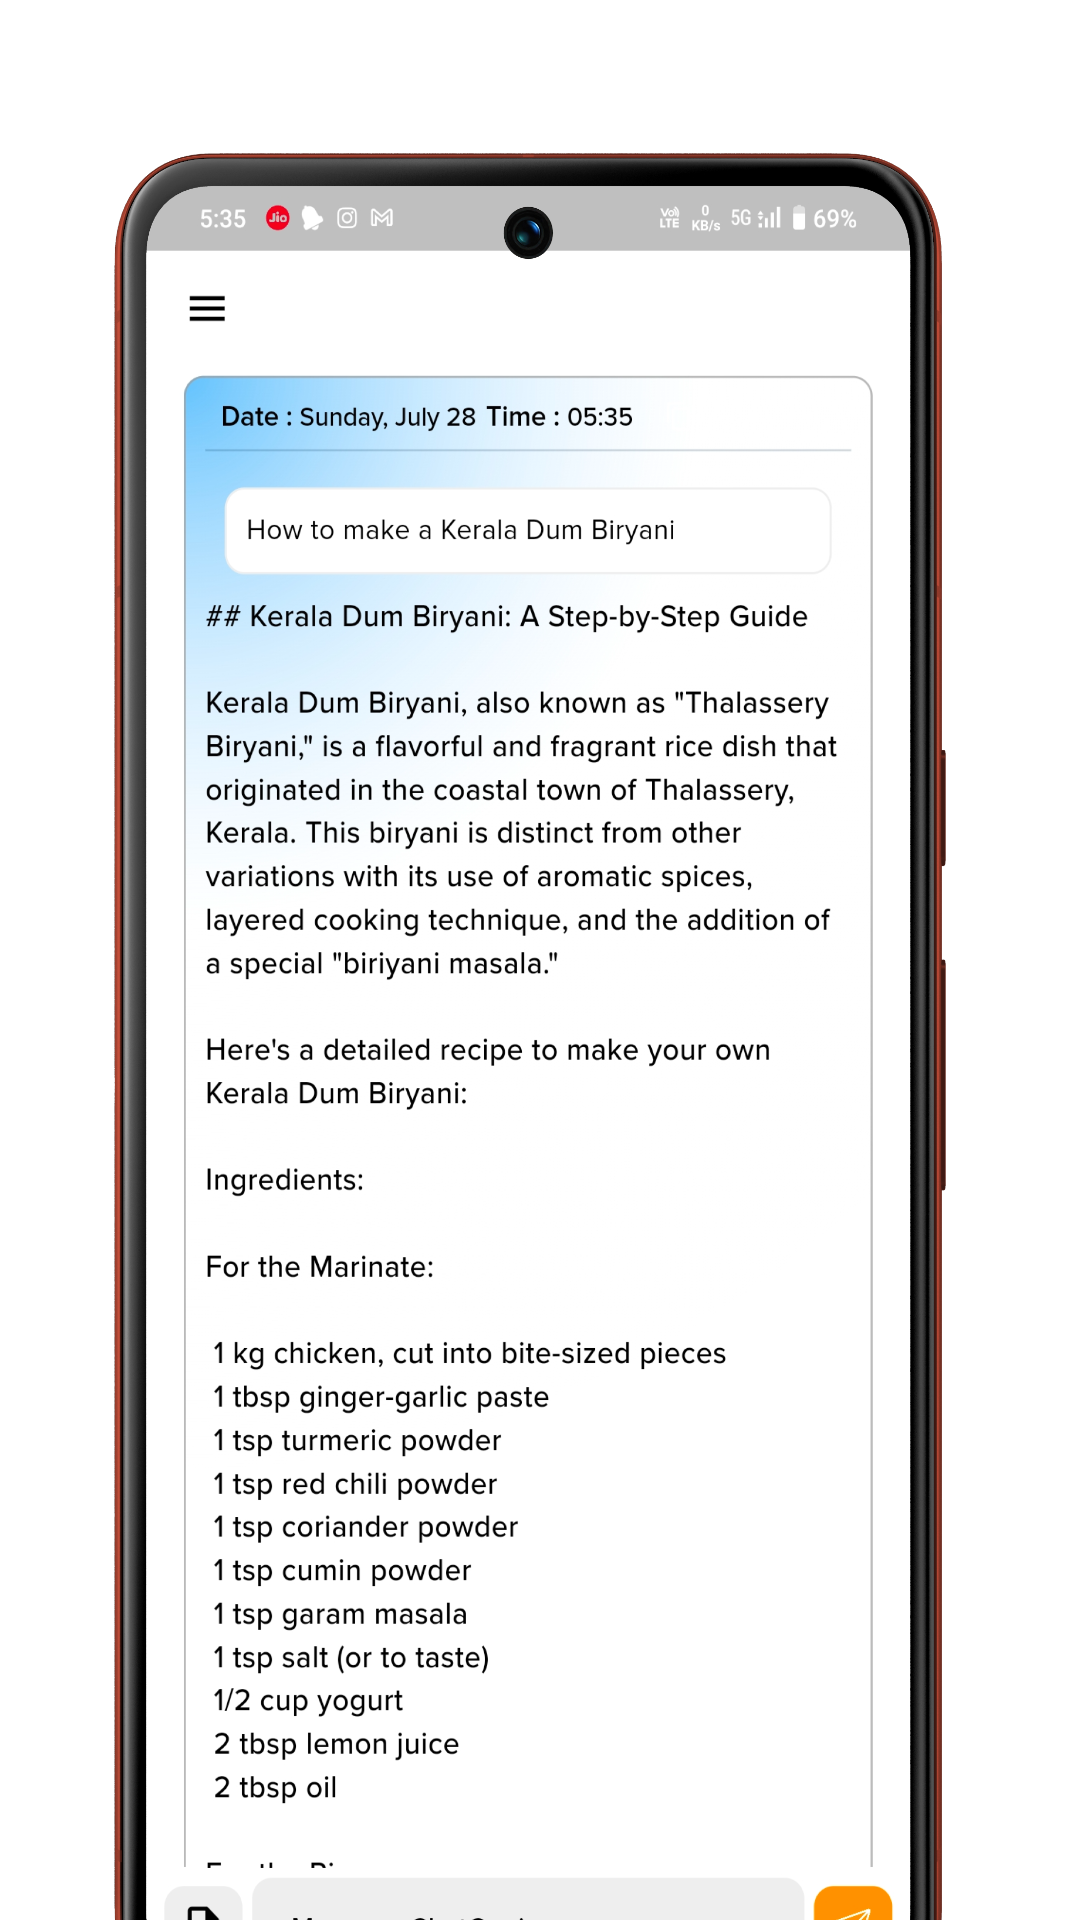 5:35 Jio Vo) LTE 0 KB/s 5G 69%
Date : Sunday, July 28 Time : 05:35
How to make a Kerala Dum Biryani
## Kerala Dum Biryani: A Step-by-Step Guide
Kerala Dum Biryani, also known as "Thalassery
Biryani," is a flavorful and fragrant rice dish that
originated in the coastal town of Thalassery,
Kerala. This biryani is distinct from other
variations with its use of aromatic spices,
layered cooking technique, and the addition of
a special "biriyani masala."
Here's a detailed recipe to make your own
Kerala Dum Biryani:
Ingredients:
For the Marinate:
1 kg chicken, cut into bite-sized pieces
1 tbsp ginger-garlic paste
1 tsp turmeric powder
1 tsp red chili powder
1 tsp coriander powder
1 tsp cumin powder
1 tsp garam masala
1 tsp salt (or to taste)
1/2 cup yogurt
2 tbsp lemon juice
2 tbsp oil